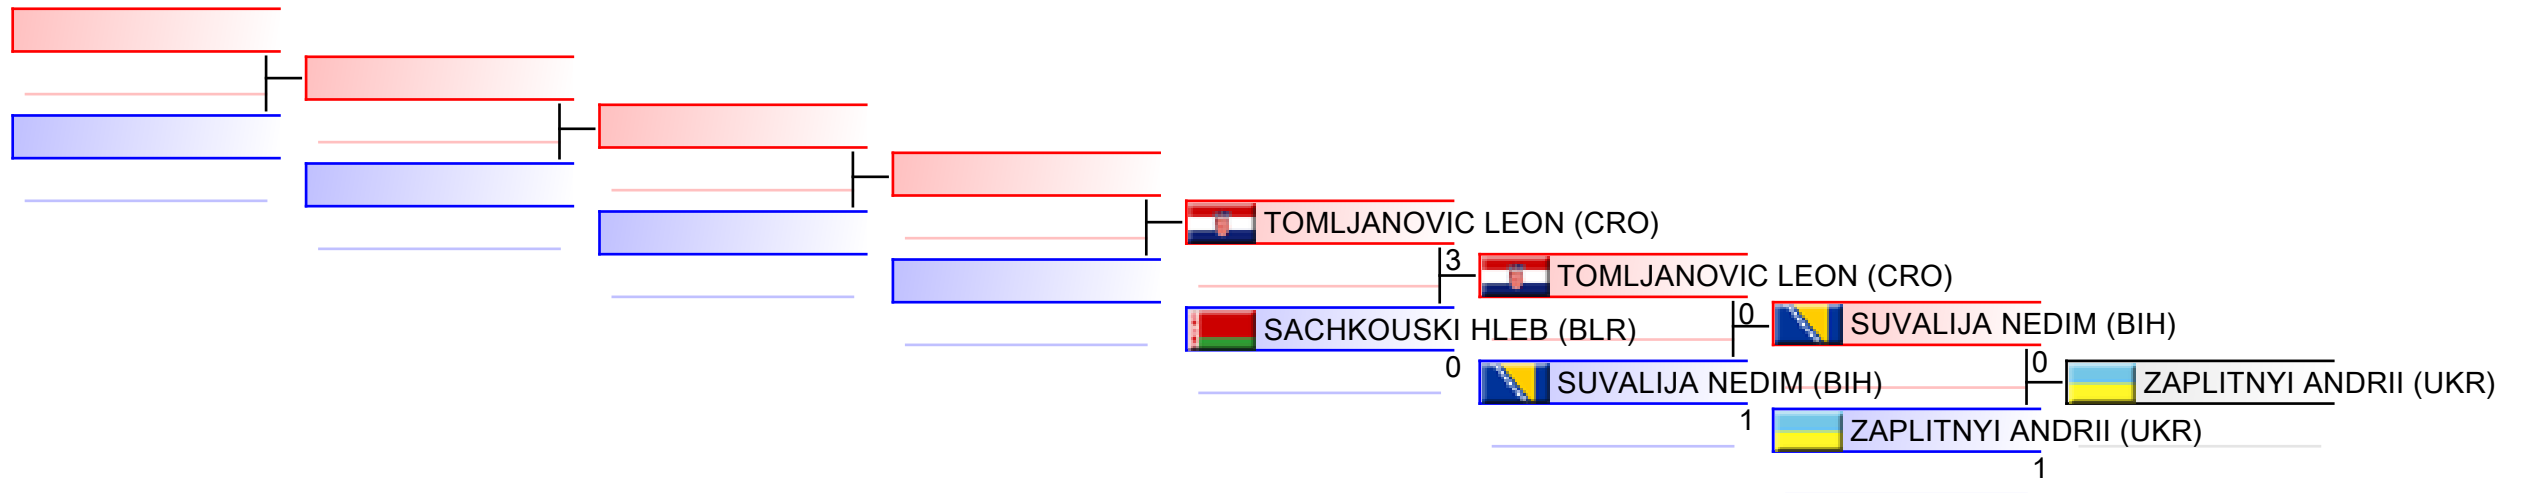 TOMLJANOVIC LEON (CRO)
3
TOMLJANOVIC LEON (CRO)
SACHKOUSKI HLEB (BLR)
0
0
SUVALIJA NEDIM (BIH)
SUVALIJA NEDIM (BIH)
1
0
ZAPLITNYI ANDRII (UKR)
ZAPLITNYI ANDRII (UKR)
1